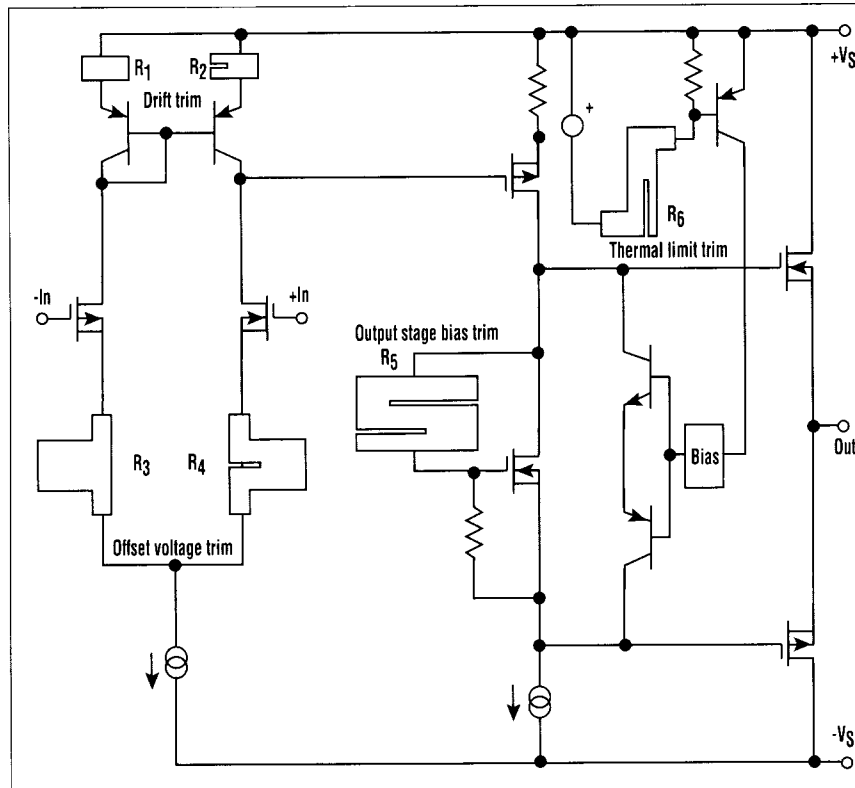 R1
R2
+VS
Drift trim
+
R6
Thermal limit trim
-In
+In
Output stage bias trim
R5
R3
R4
Bias
Out
Offset voltage trim
-VS